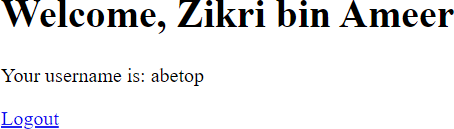 Welcome, Zikri bin Ameer
Your username is: abetop
Logout